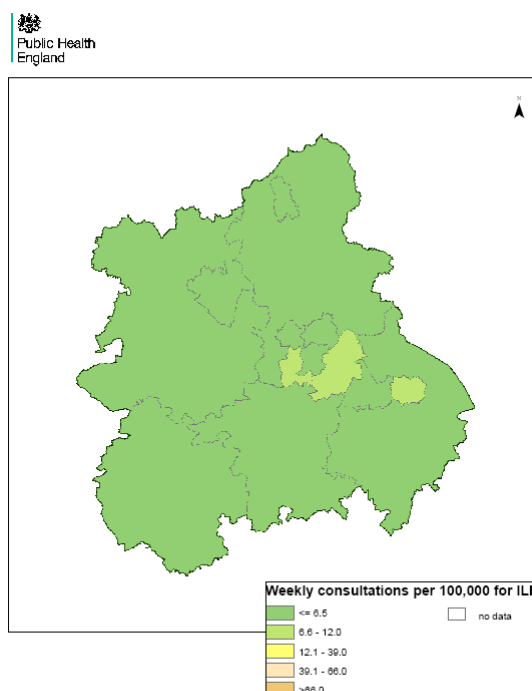 Public Health
England
N
Weekly consultations per 100,000 for ILI
<= 6.5
no data
6.6 - 12.0
12.1 - 39.0
39.1 - 66.0
>66.0